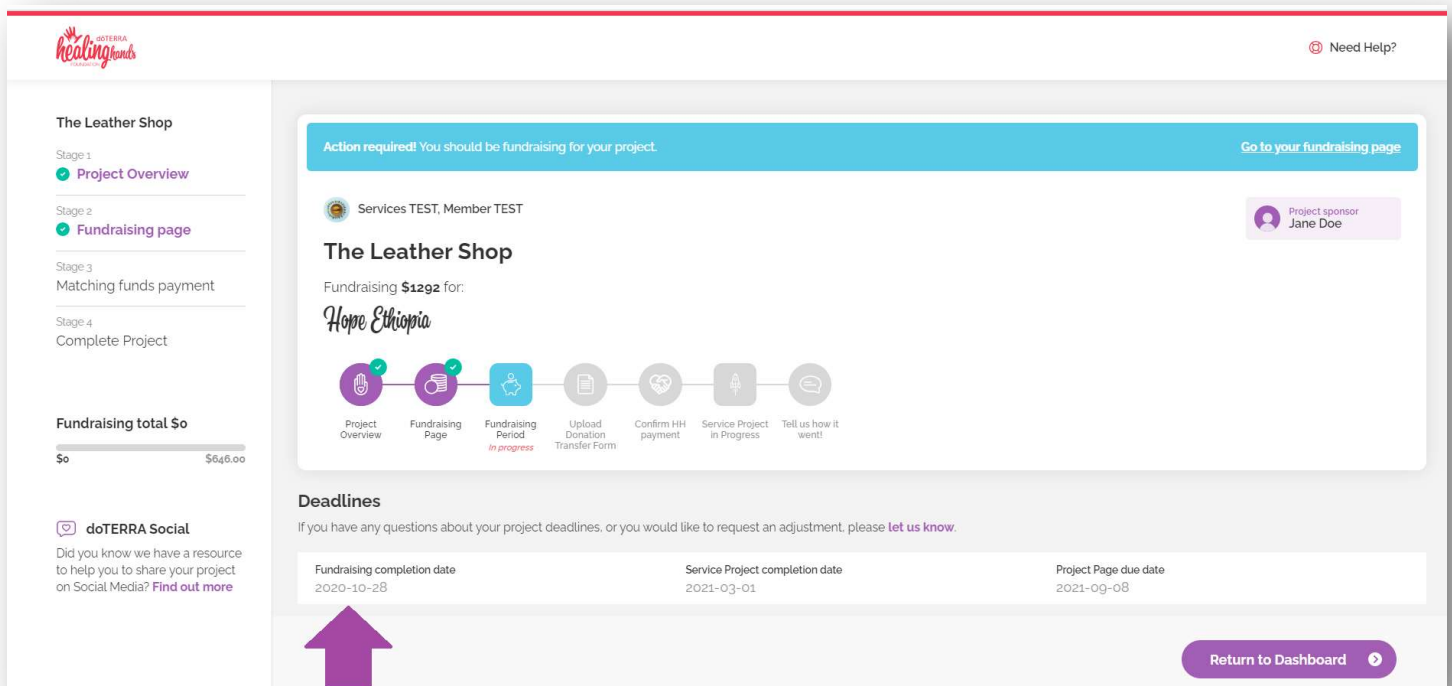 dōTERRA
healing hands
FOUNDATION
Need Help?
The Leather Shop
Stage 1
Project Overview
Stage 2
Fundraising page
Stage 3
Matching funds payment
Stage 4
Complete Project
Fundraising total $0
$0 $646.00
doTERRA Social
Did you know we have a resource
to help you to share your project
on Social Media? Find out more
Action required! You should be fundraising for your project.
Go to your fundraising page
Services TEST, Member TEST
Project sponsor
Jane Doe
The Leather Shop
Fundraising $1292 for:
Hope Ethiopia
Project
Overview
Fundraising
Page
Fundraising
Period
In progress
Upload
Donation
Transfer Form
Confirm HH
payment
Service Project
in Progress
Tell us how it
went!
Deadlines
If you have any questions about your project deadlines, or you would like to request an adjustment, please let us know.
Fundraising completion date
2020-10-28
Service Project completion date
2021-03-01
Project Page due date
2021-09-08
Return to Dashboard